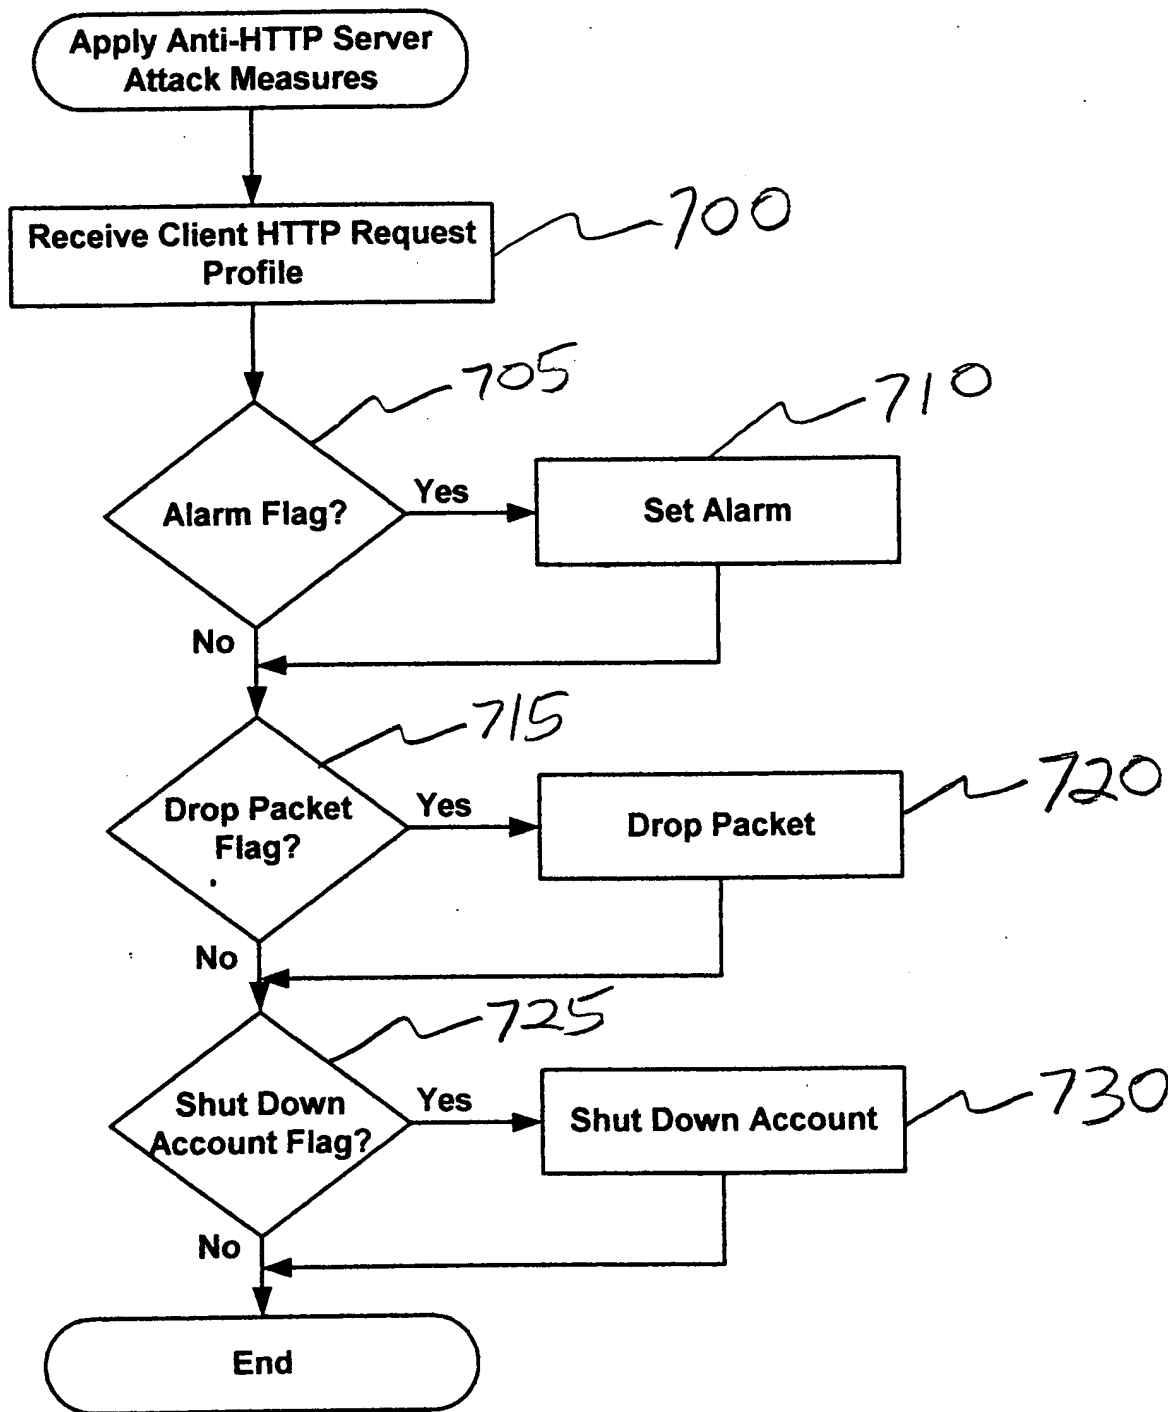 Apply Anti-HTTP Server
Attack Measures
Receive Client HTTP Request
Profile
700
705
710
Alarm Flag?
Yes
Set Alarm
No
715
720
Drop Packet
Flag?
Yes
Drop Packet
No
725
730
Shut Down
Account Flag?
Yes
Shut Down Account
No
End